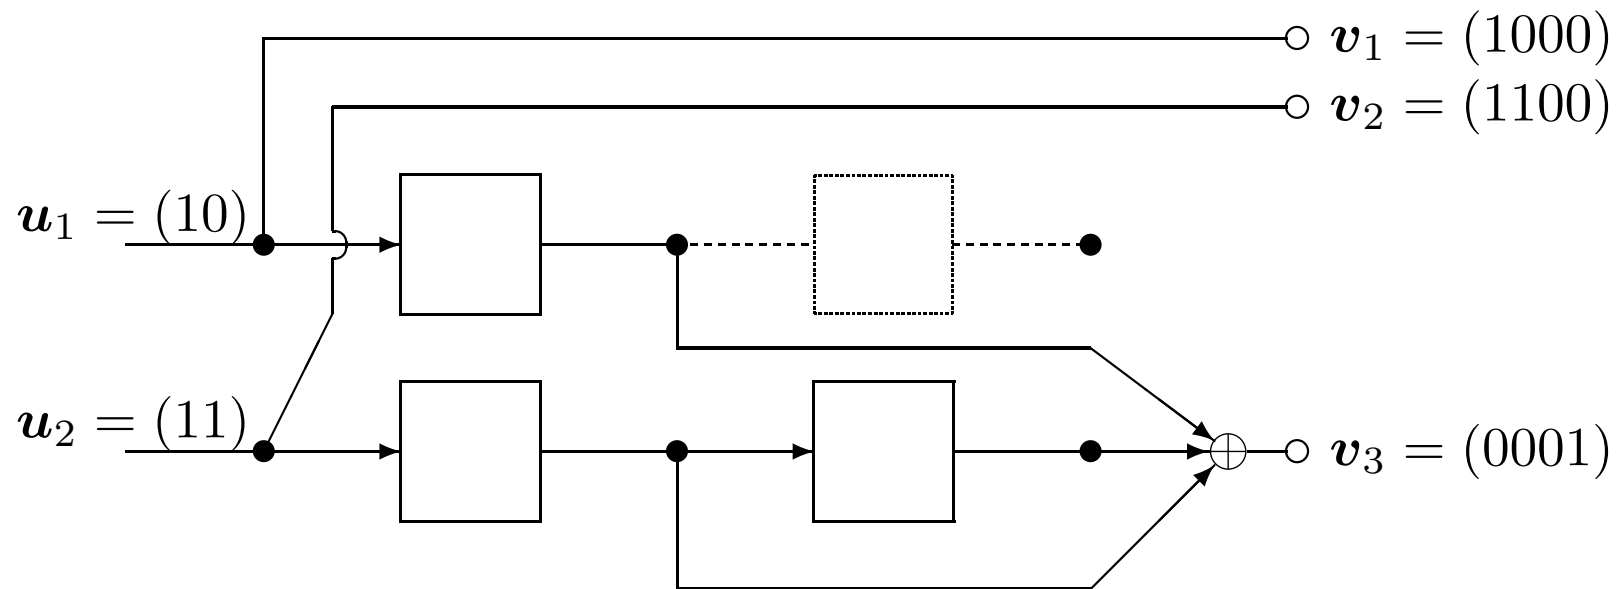 v₁ = (1000)
v₂ = (1100)
u₁ = (10)
u₂ = (11)
v₃ = (0001)